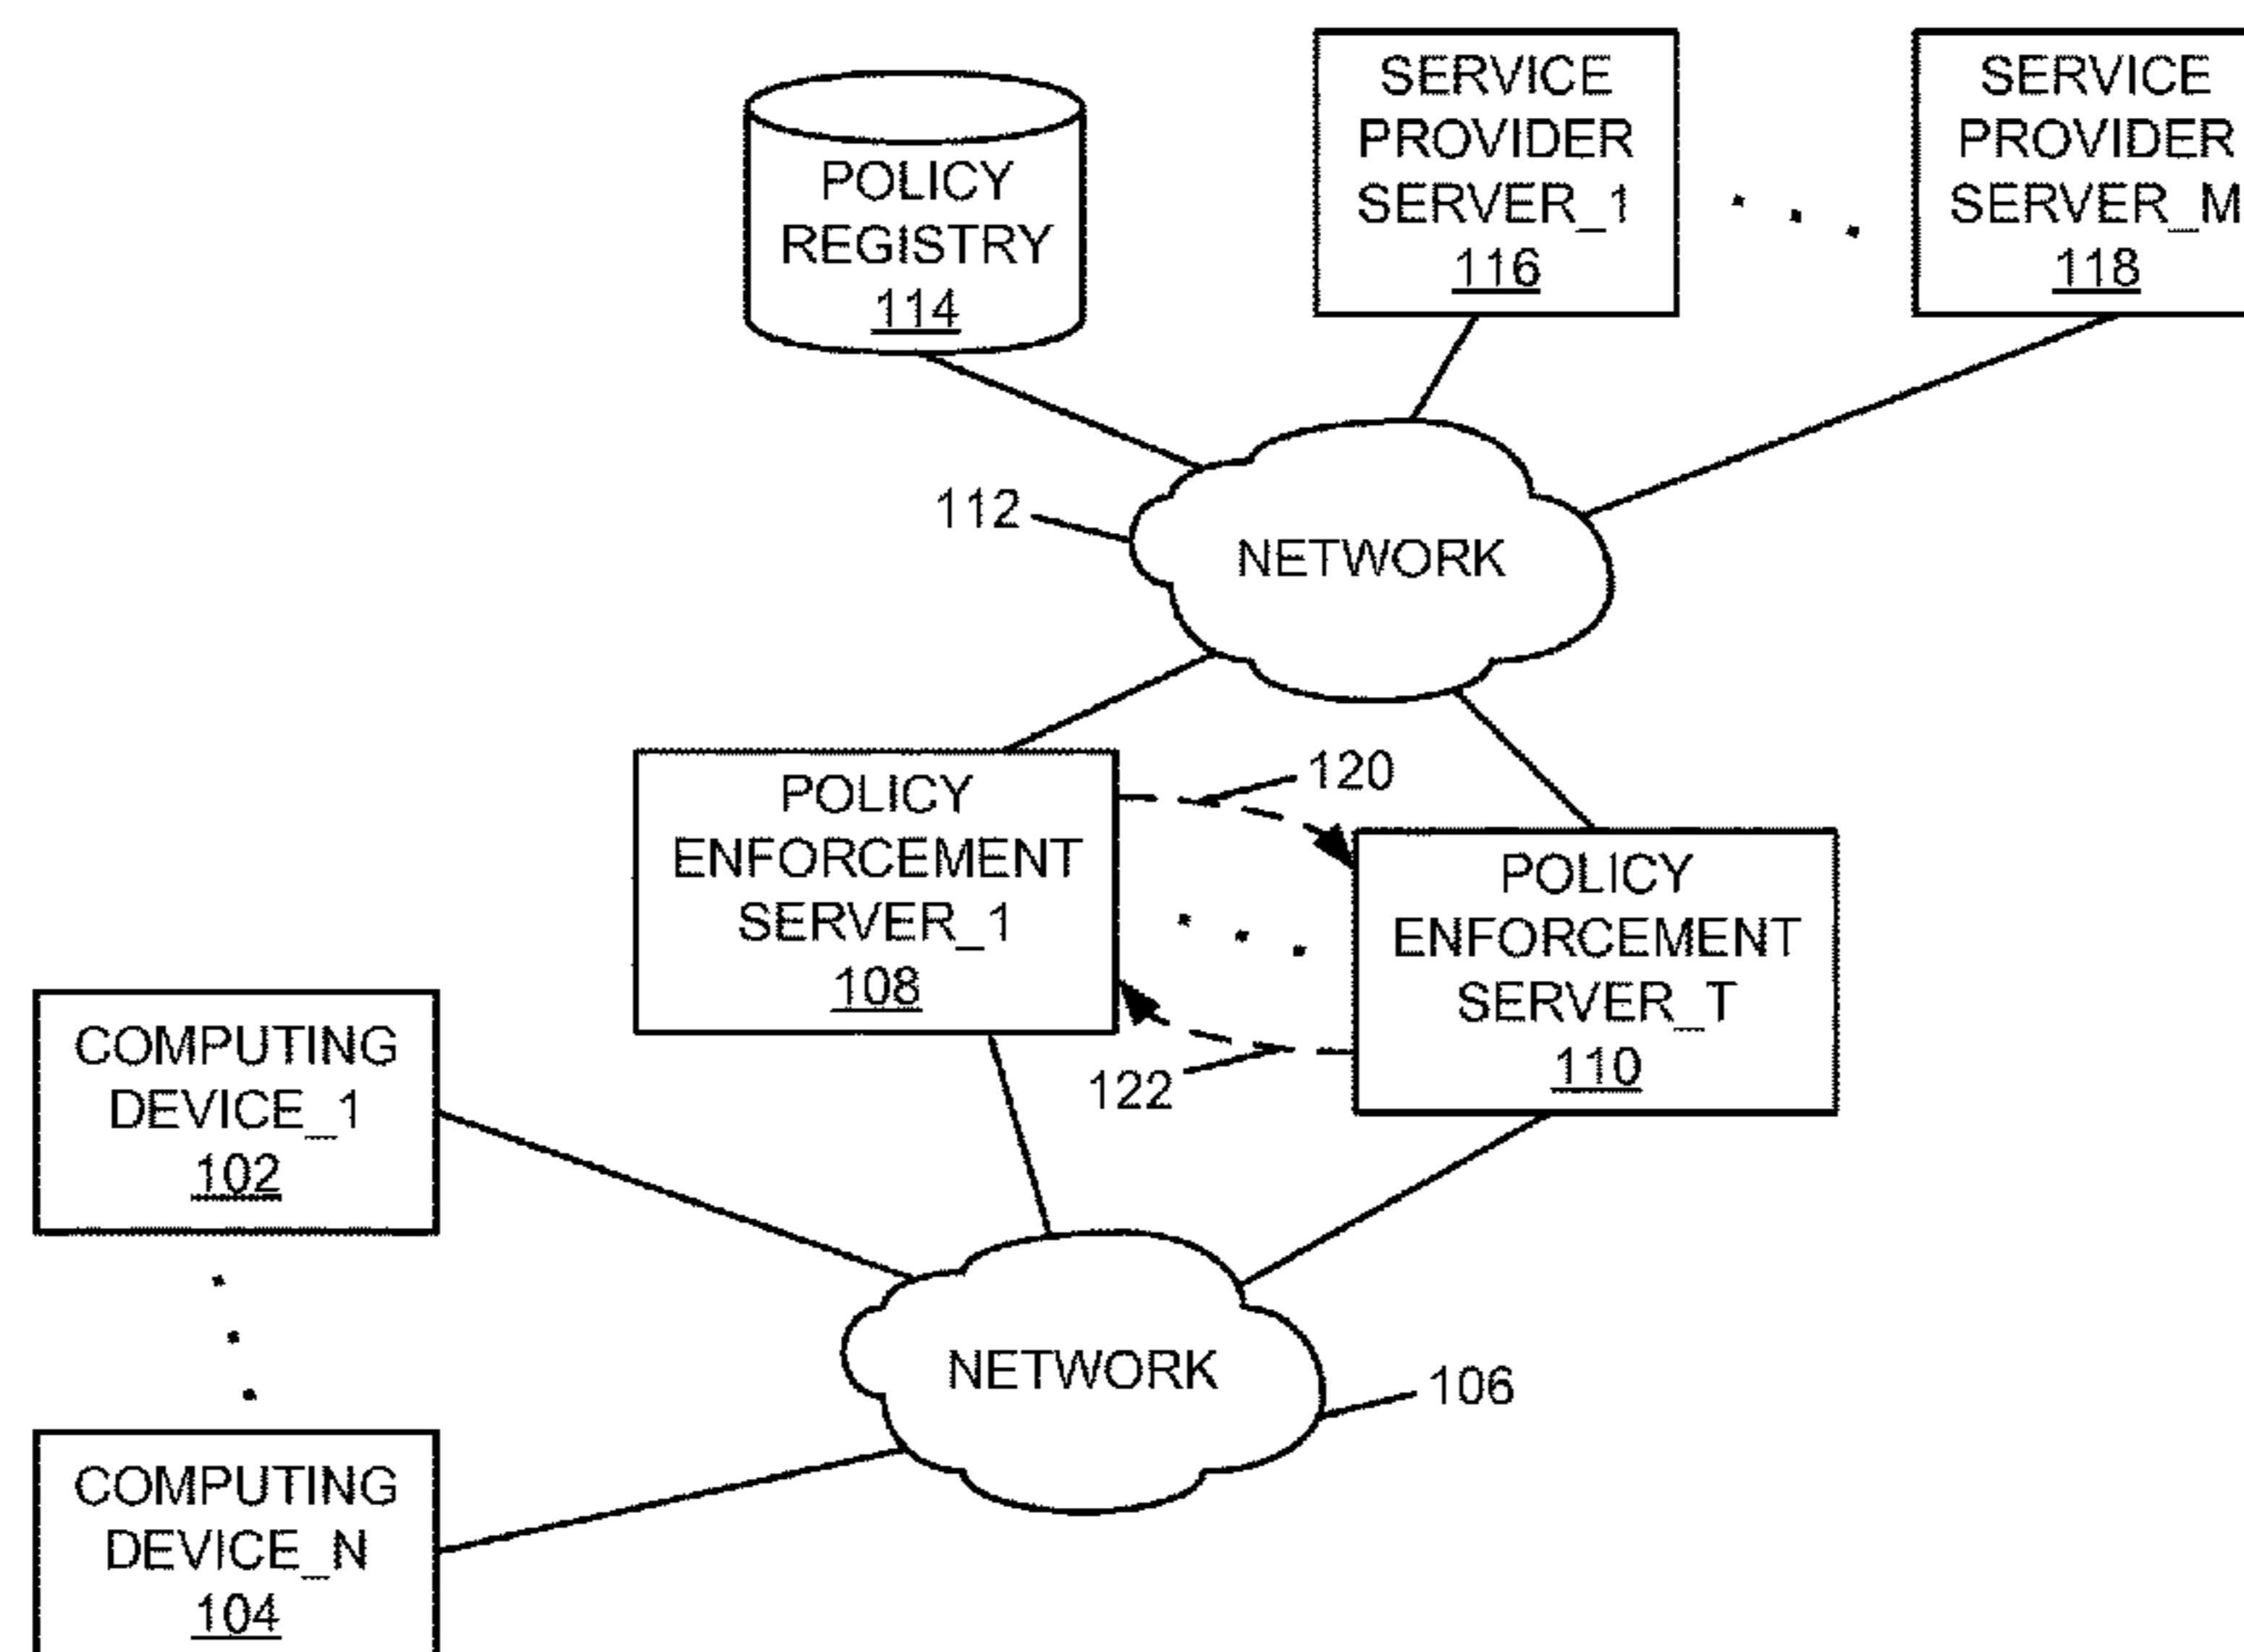 POLICY
REGISTRY
114
SERVICE
PROVIDER
SERVER_1
116
SERVICE
PROVIDER
SERVER_M
118
112
NETWORK
POLICY
ENFORCEMENT
SERVER_1
108
120
POLICY
ENFORCEMENT
SERVER_T
110
122
COMPUTING
DEVICE_1
102
NETWORK
106
COMPUTING
DEVICE_N
104